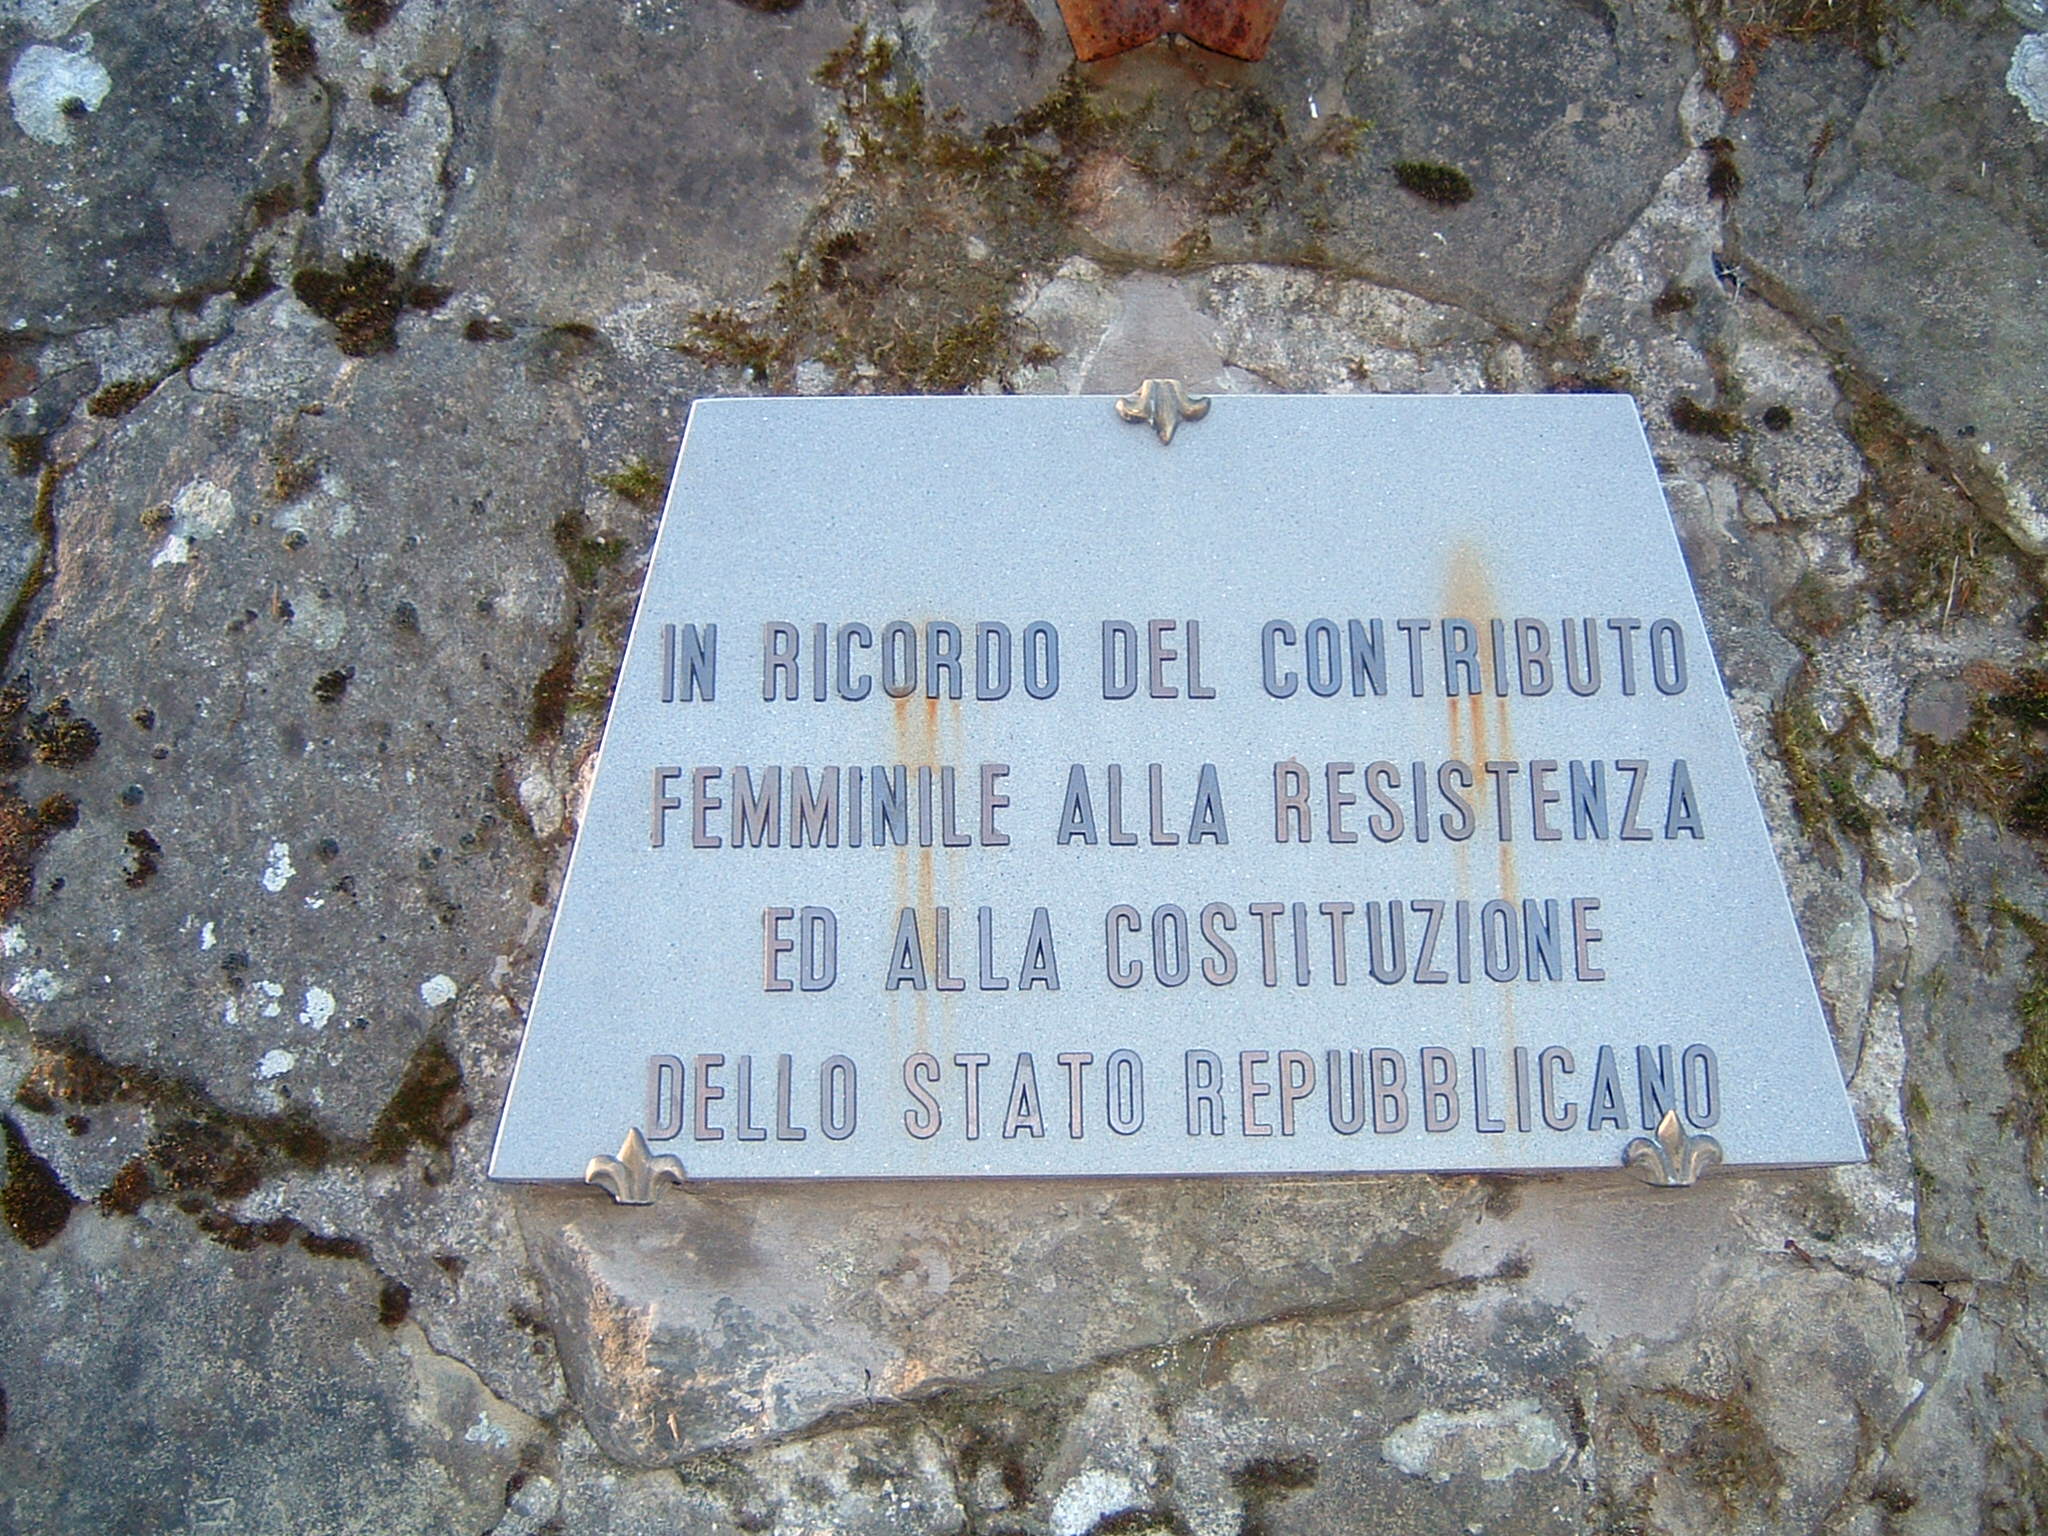 IN RICORDO DEL CONTRIBUTO
FEMMINILE ALLA RESISTENZA
ED ALLA COSTITUZIONE
DELLO STATO REPUBBLICANO